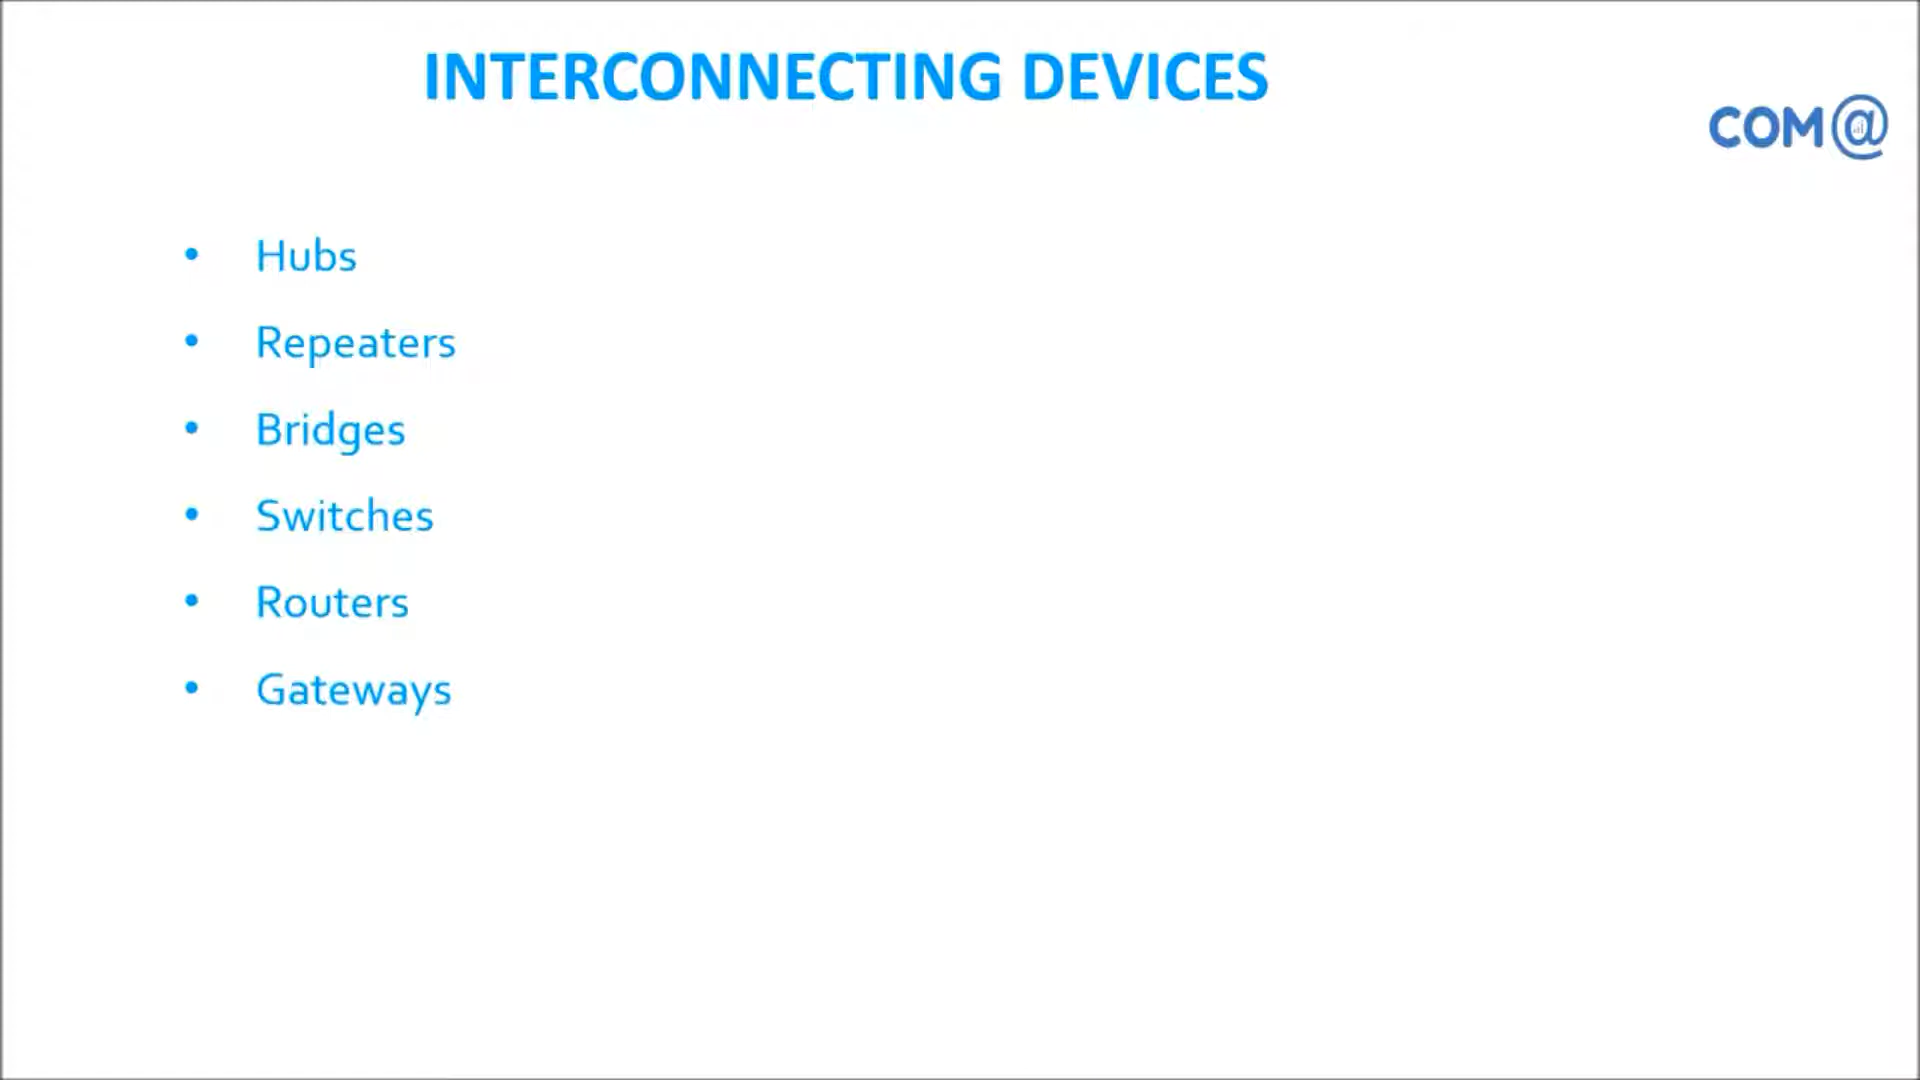 INTERCONNECTING DEVICES
COM@
• Hubs
• Repeaters
• Bridges
• Switches
• Routers
• Gateways